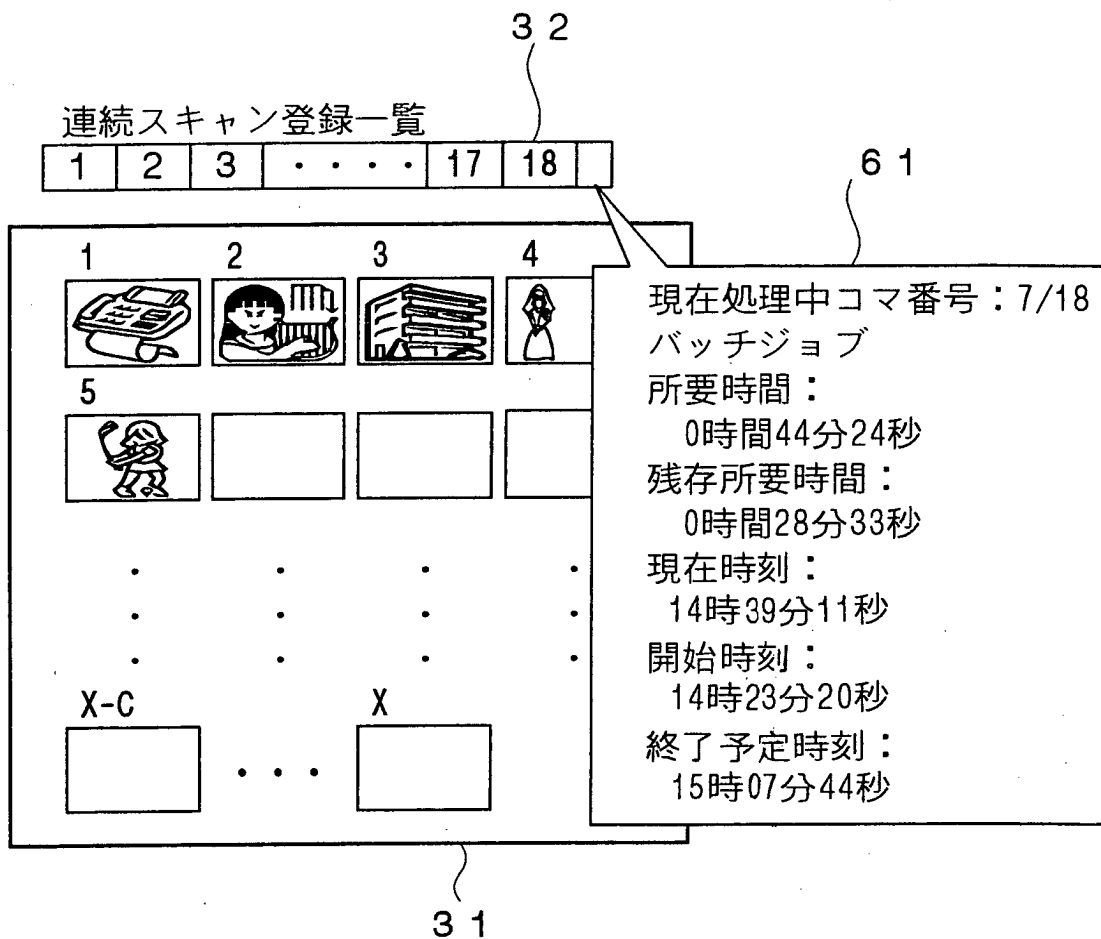 ３２
連続スキャン登録一覧
1 2 3 ・・・・ 17 18
６１
1 2 3 4
現在処理中コマ番号：7/18
バッチジョブ
所要時間：
0時間44分24秒
5
残存所要時間：
0時間28分33秒
現在時刻：
14時39分11秒
開始時刻：
14時23分20秒
X-C X
・・・
終了予定時刻：
15時07分44秒
３１